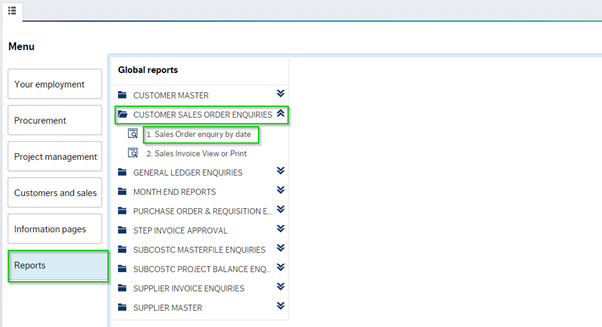 Menu
Your employment
Procurement
Project management
Customers and sales
Information pages
Reports
Global reports
CUSTOMER MASTER
CUSTOMER SALES ORDER ENQUIRIES
1. Sales Order enquiry by date
2. Sales Invoice View or Print
GENERAL LEDGER ENQUIRIES
MONTH END REPORTS
PURCHASE ORDER & REQUISITION E...
STEP INVOICE APPROVAL
SUBCOSTC MASTERFILE ENQUIRIES
SUBCOSTC PROJECT BALANCE ENQ...
SUPPLIER INVOICE ENQUIRIES
SUPPLIER MASTER